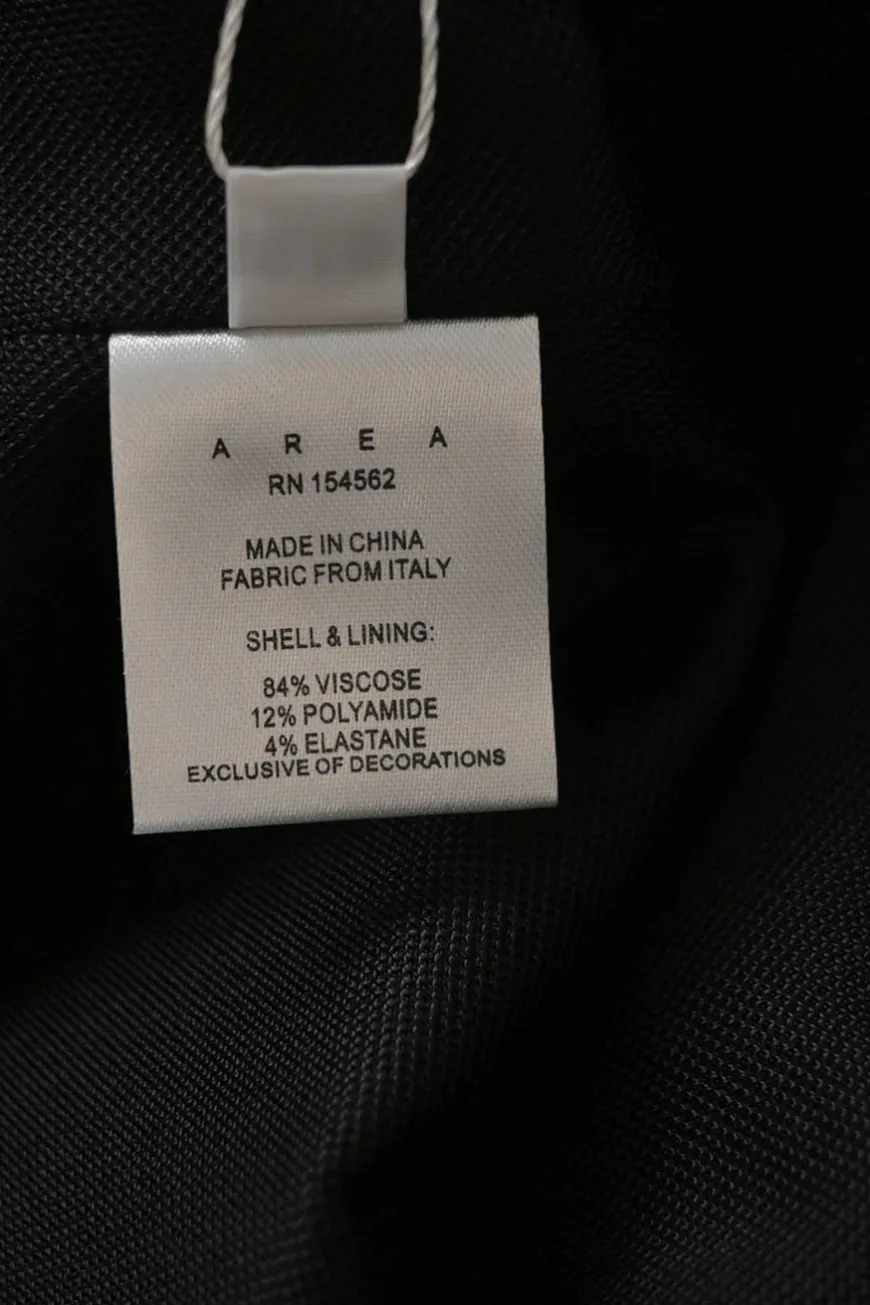 A R E A
RN 154562
MADE IN CHINA
FABRIC FROM ITALY
SHELL & LINING:
84% VISCOSE
12% POLYAMIDE
4% ELASTANE
EXCLUSIVE OF DECORATIONS